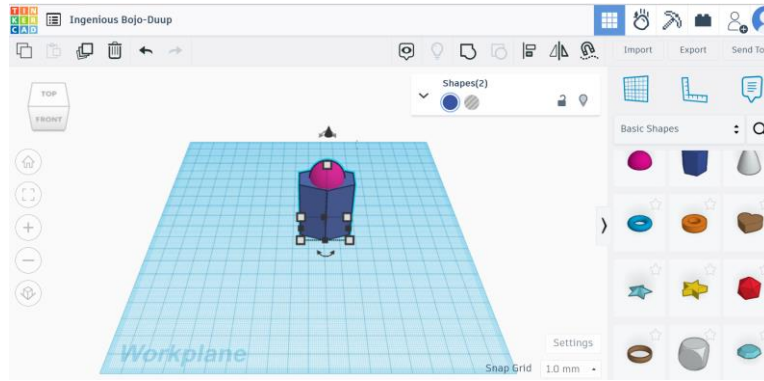 TIN
KER
CAD
Ingenious Bojo-Duup
Import
Export
Send To
TOP
FRONT
Shapes(2)
Basic Shapes
Workplane
Settings
Snap Grid
1.0 mm